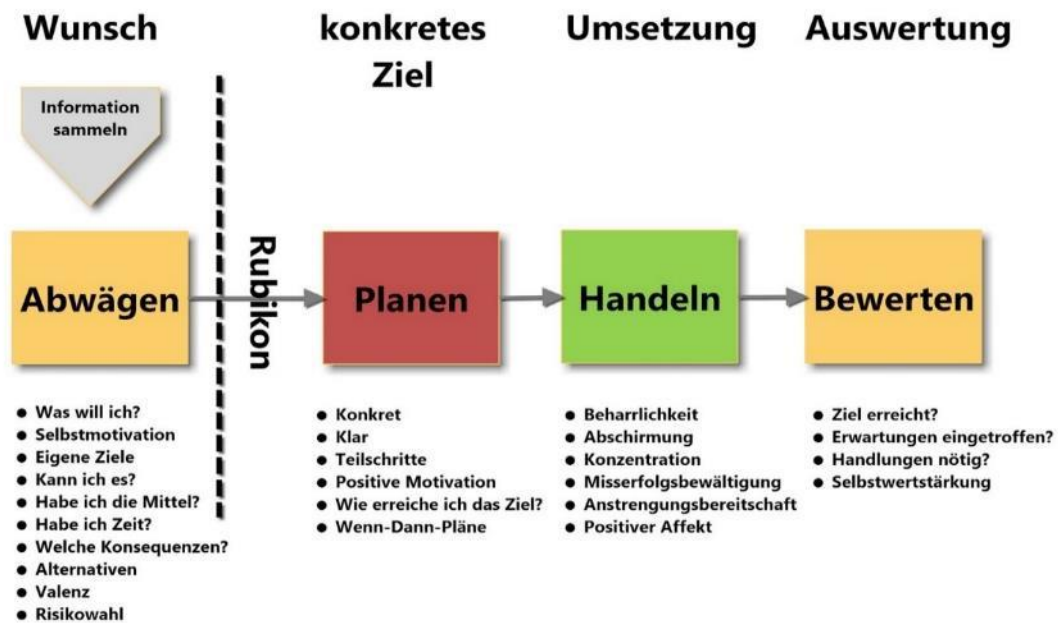 Wunsch
konkretes
Ziel
Umsetzung
Auswertung
Information
sammeln
Rubikon
Abwägen
Planen
Handeln
Bewerten
● Was will ich?
● Selbstmotivation
● Eigene Ziele
● Kann ich es?
● Habe ich die Mittel?
● Habe ich Zeit?
● Welche Konsequenzen?
● Alternativen
● Valenz
● Risikowahl
● Konkret
● Klar
● Teilschritte
● Positive Motivation
● Wie erreiche ich das Ziel?
● Wenn-Dann-Pläne
● Beharrlichkeit
● Abschirmung
● Konzentration
● Misserfolgsbewältigung
● Anstrengungsbereitschaft
● Positiver Affekt
● Ziel erreicht?
● Erwartungen eingetroffen?
● Handlungen nötig?
● Selbstwertstärkung